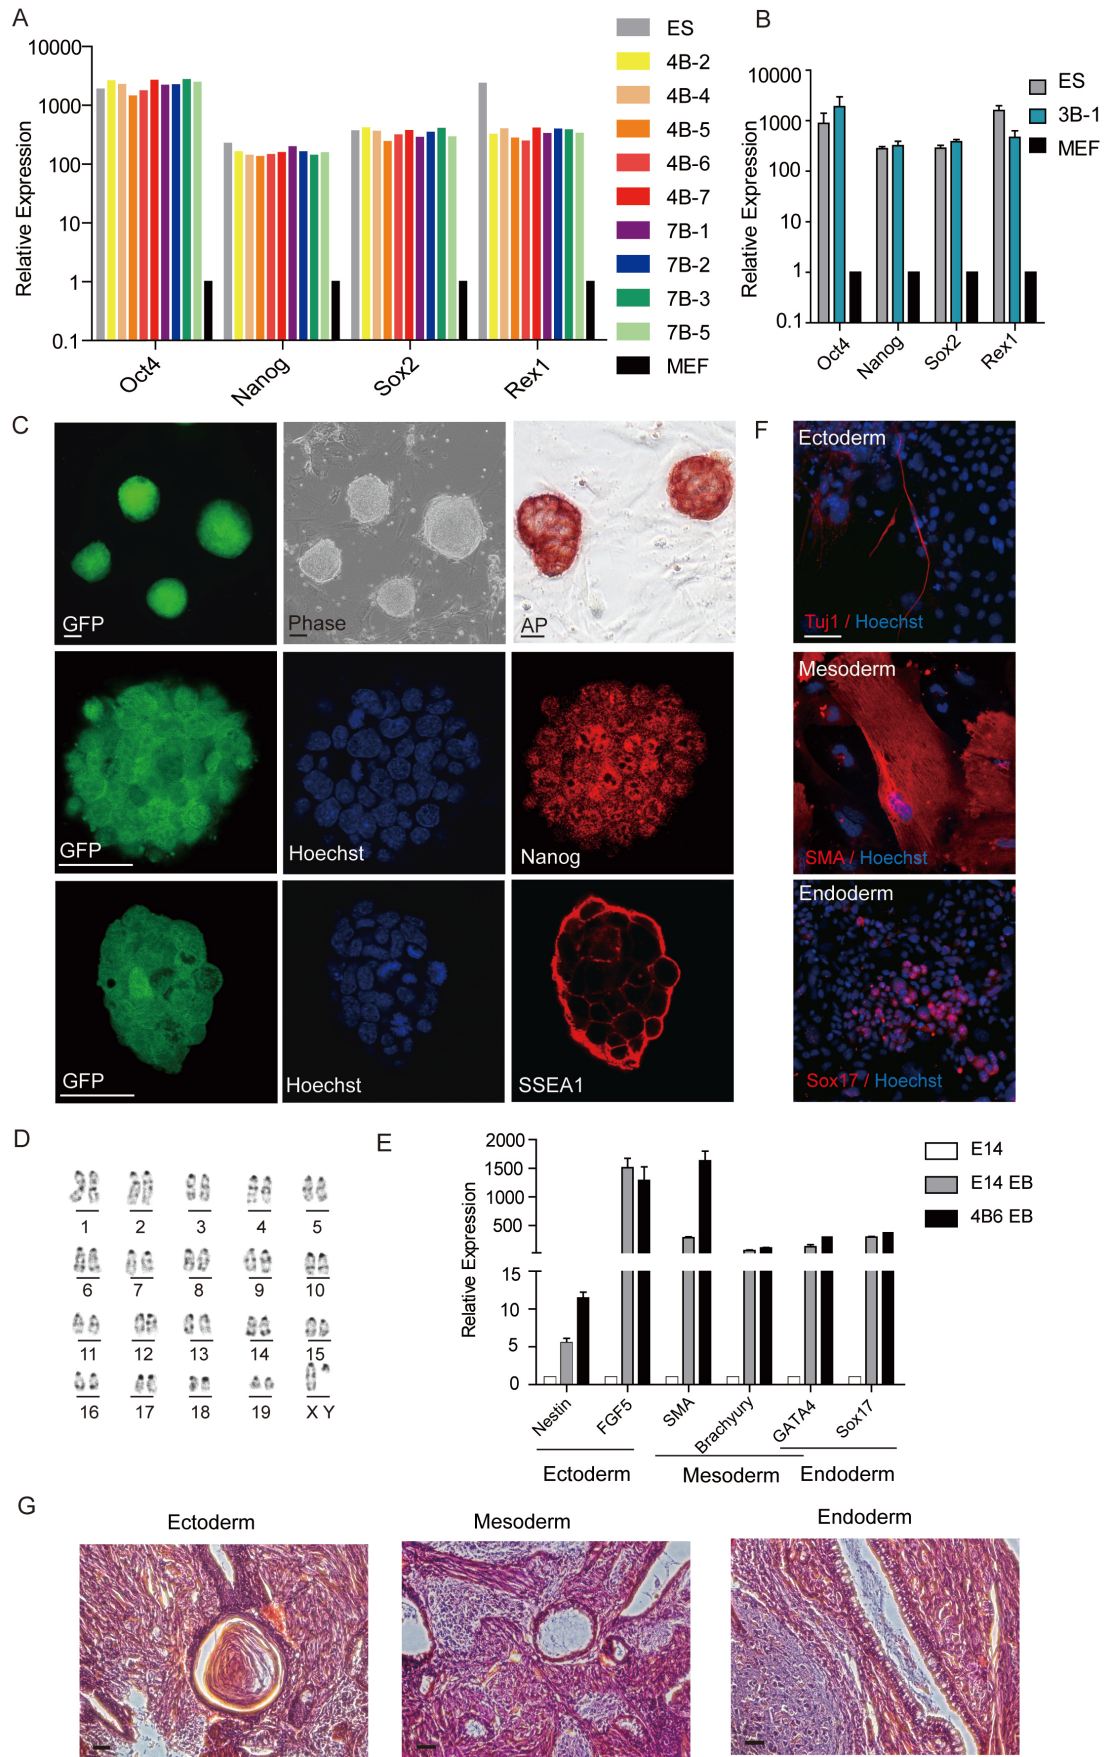 A
Relative Expression
10000
1000
100
10
1
0.1
Oct4
Nanog
Sox2
Rex1
ES
4B-2
4B-4
4B-5
4B-6
4B-7
7B-1
7B-2
7B-3
7B-5
MEF
B
Relative Expression
10000
1000
100
10
1
0.1
Oct4
Nanog
Sox2
Rex1
ES
3B-1
MEF
C
GFP
Phase
AP
GFP
Hoechst
Nanog
GFP
Hoechst
SSEA1
F
Ectoderm
Tuj1 / Hoechst
Mesoderm
SMA / Hoechst
Endoderm
Sox17 / Hoechst
D
1 2 3 4 5
6 7 8 9 10
11 12 13 14 15
16 17 18 19 X Y
E
Relative Expression
2000
1500
1000
500
15
10
5
0
Nestin
FGF5
SMA
Brachyury
GATA4
Sox17
Ectoderm
Mesoderm
Endoderm
E14
E14 EB
4B6 EB
G
Ectoderm
Mesoderm
Endoderm